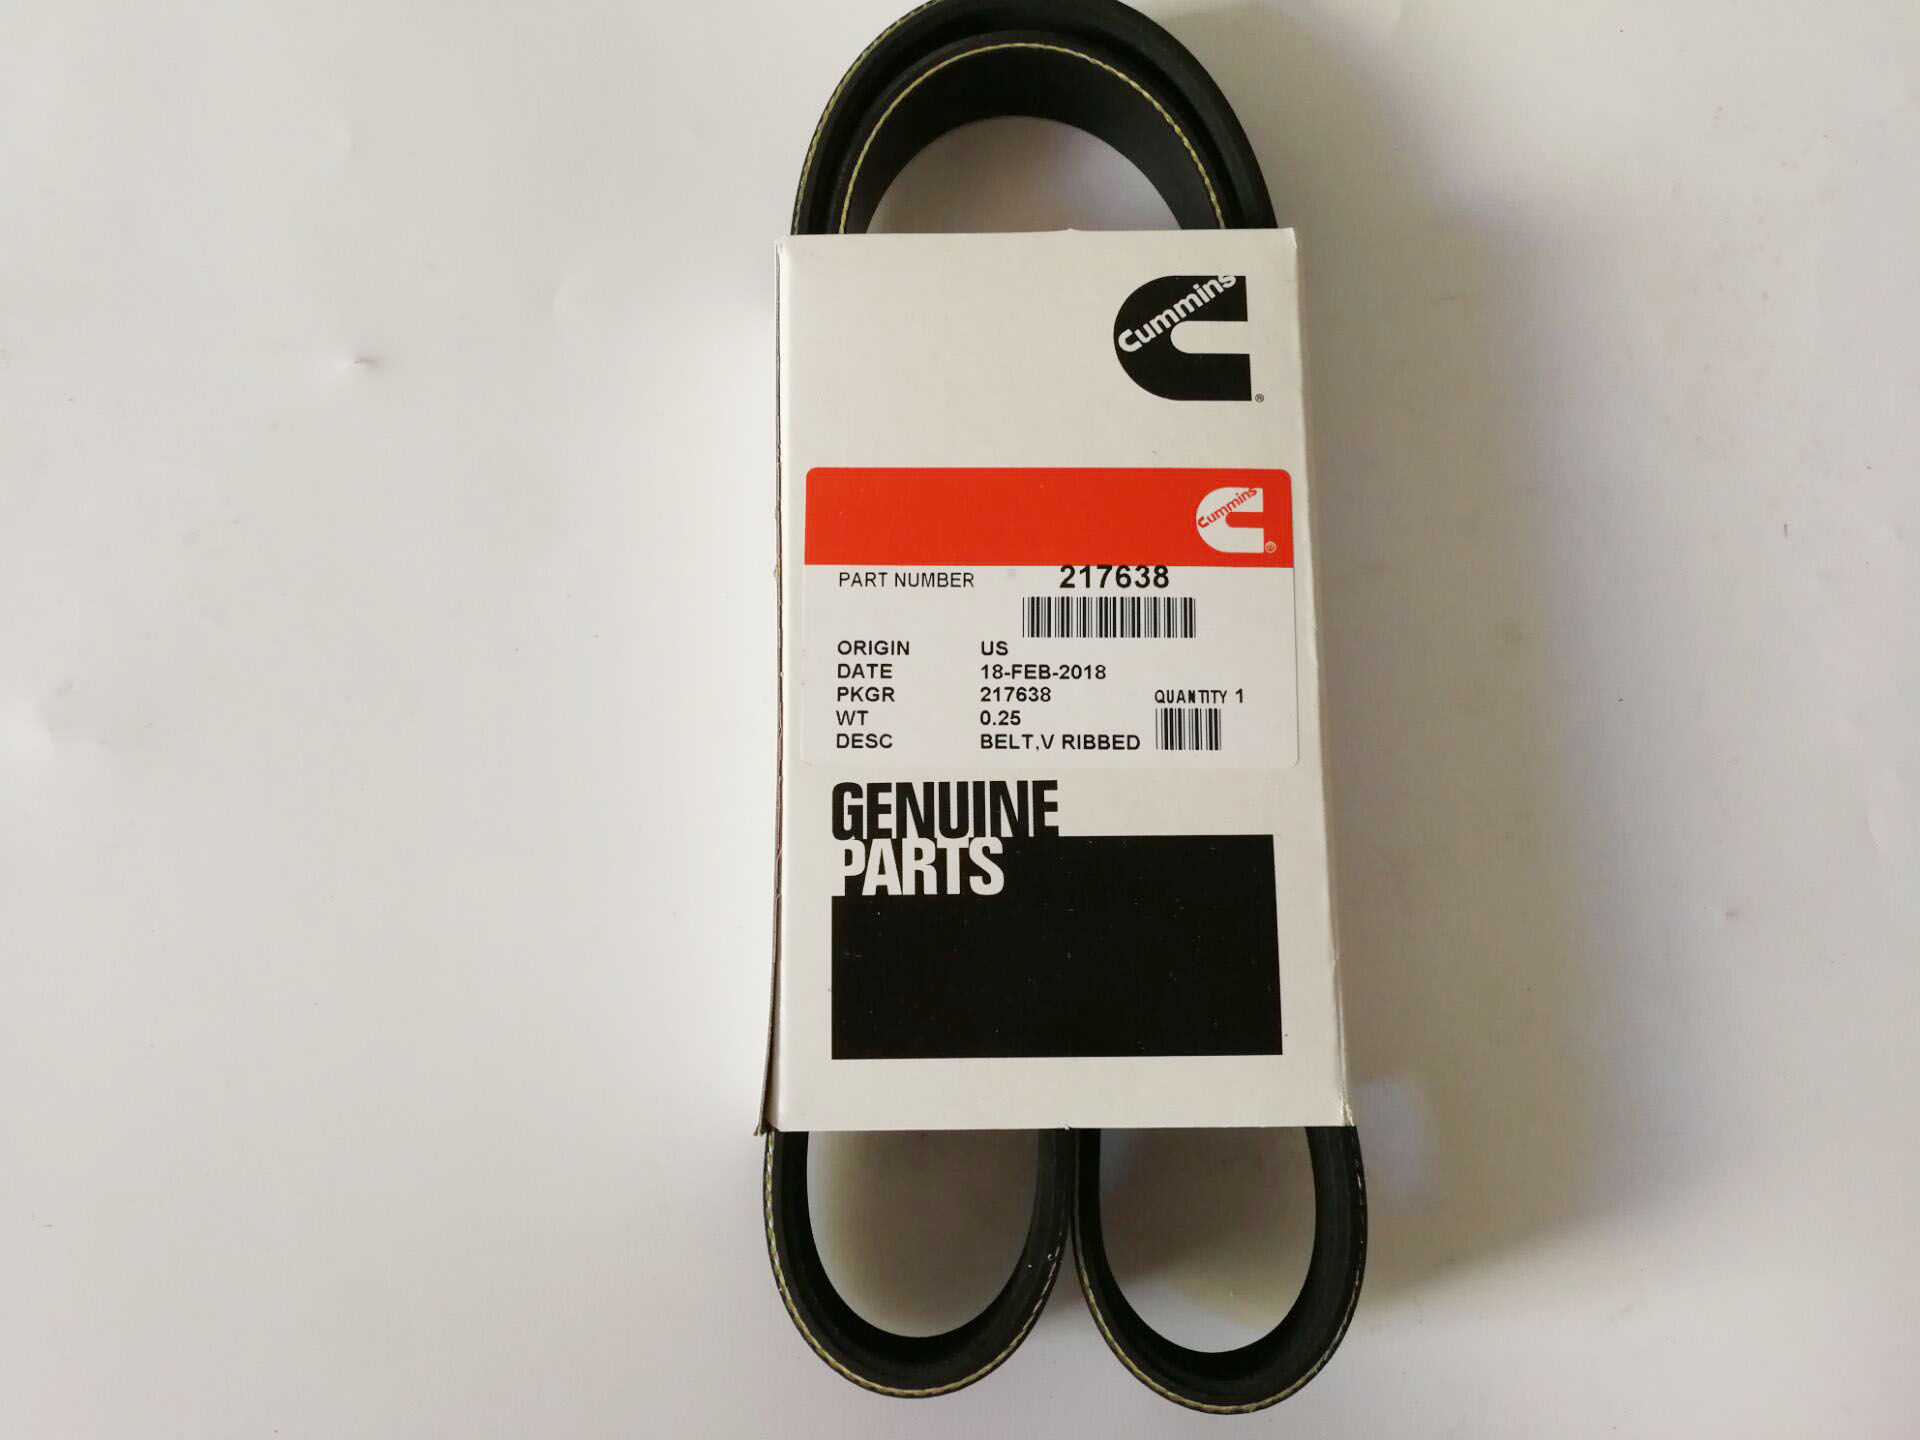 Cummins
®
Cummins
®
PART NUMBER 217638
ORIGIN US
DATE 18-FEB-2018
PKGR 217638 QUANTITY 1
WT 0.25
DESC BELT,V RIBBED
GENUINE
PARTS